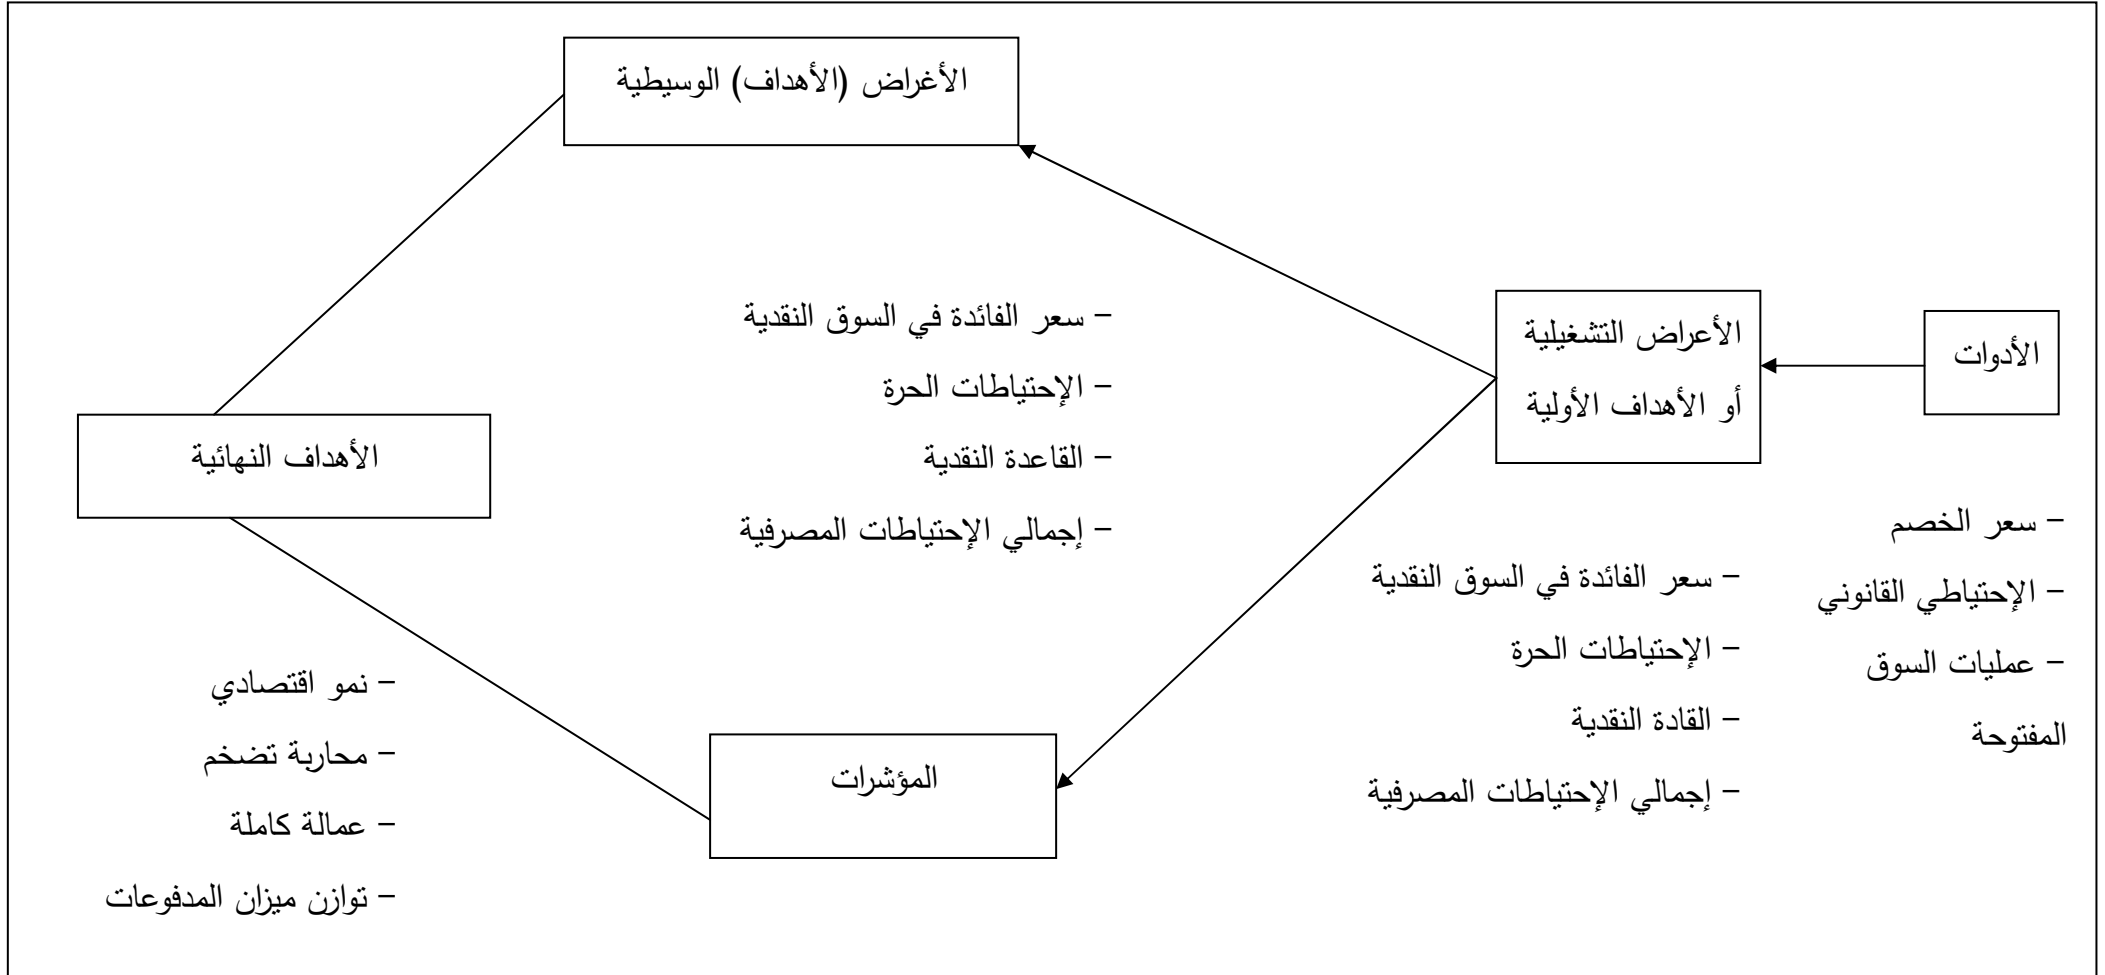 الأغراض (الأهداف) الوسيطية
الأدوات
الأعراض التشغيلية
أو الأهداف الأولية
– سعر الخصم
– الإحتياطي القانوني
– عمليات السوق
المفتوحة
– سعر الفائدة في السوق النقدية
– الإحتياطات الحرة
– القادة النقدية
– إجمالي الإحتياطات المصرفية
– سعر الفائدة في السوق النقدية
– الإحتياطات الحرة
– القاعدة النقدية
– إجمالي الإحتياطات المصرفية
المؤشرات
الأهداف النهائية
– نمو اقتصادي
– محاربة تضخم
– عمالة كاملة
– توازن ميزان المدفوعات